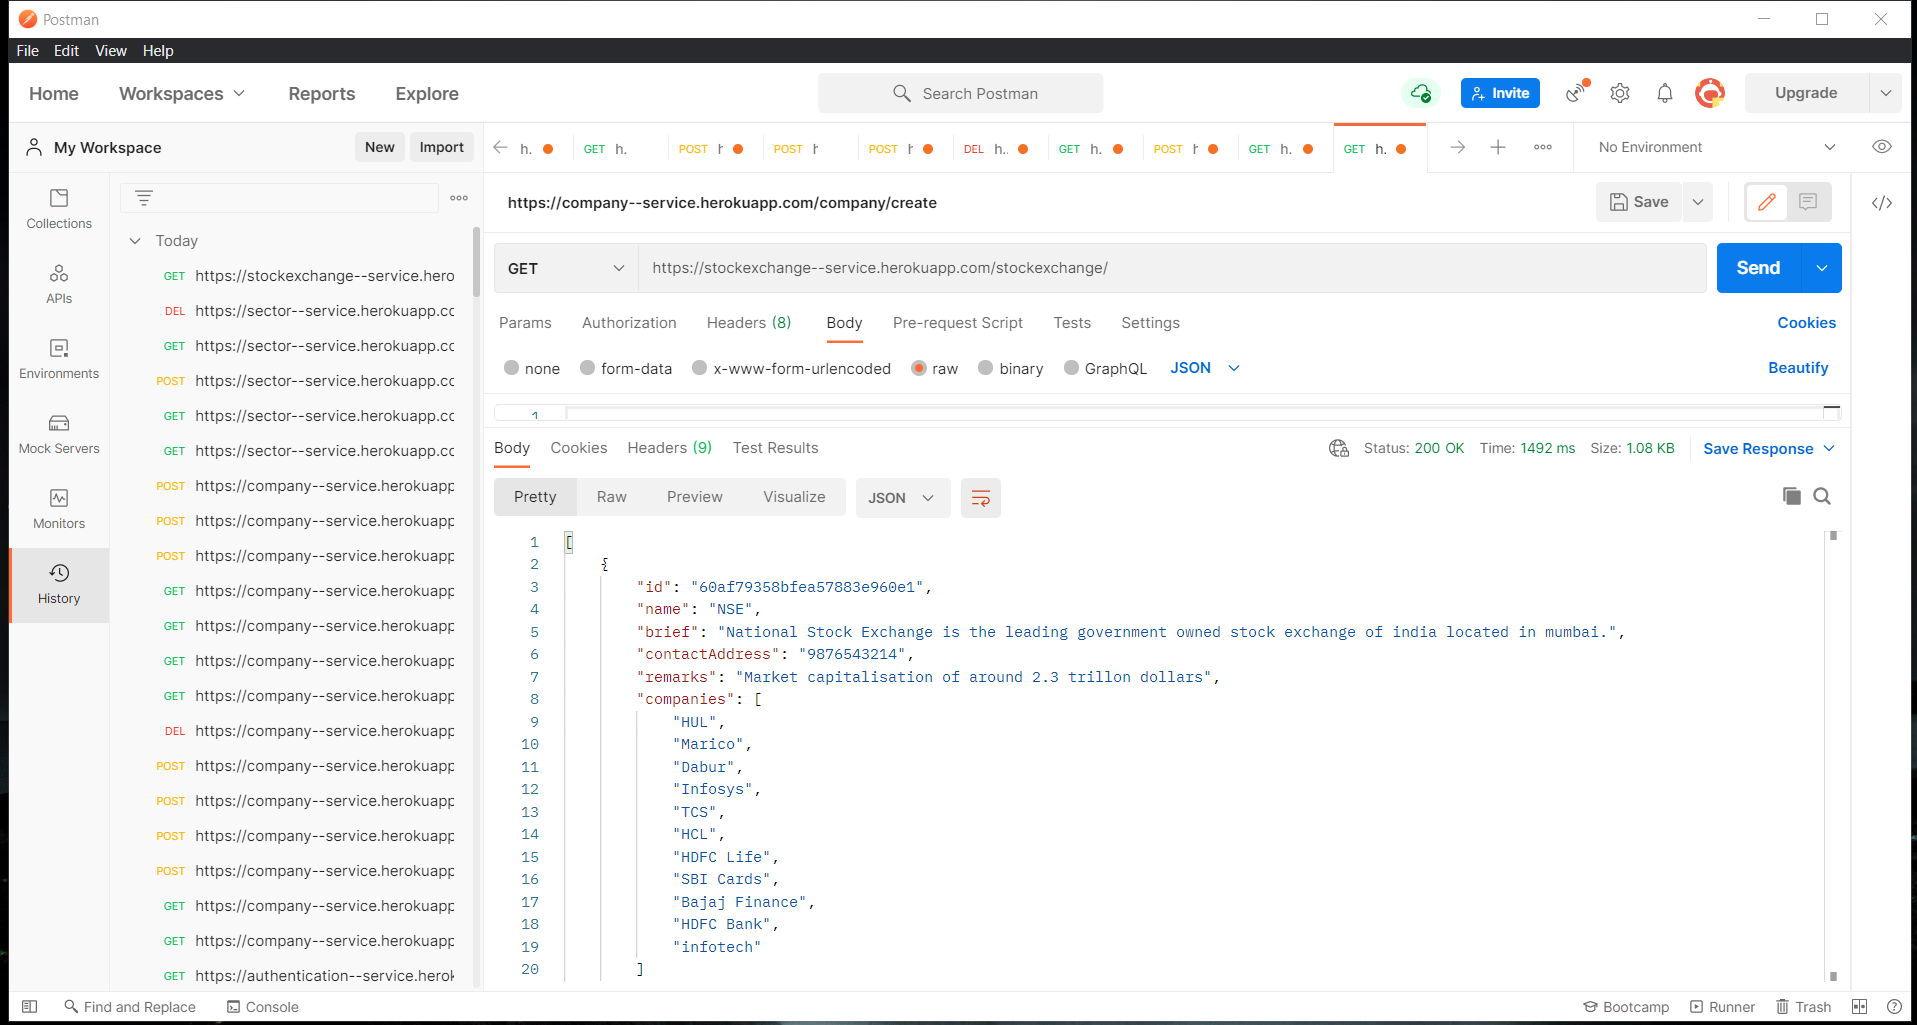 Postman
File Edit View Help
Home Workspaces Reports Explore Search Postman Invite Upgrade
My Workspace New Import h. GET h. POST h POST h POST h DEL h.. GET h. POST h GET h. GET h. No Environment
https://company--service.herokuapp.com/company/create Save
Collections
APIs
Environments
Mock Servers
Monitors
History
Today
GET https://stockexchange--service.hero
DEL https://sector--service.herokuapp.cc
GET https://sector--service.herokuapp.cc
POST https://sector--service.herokuapp.cc
GET https://sector--service.herokuapp.cc
GET https://sector--service.herokuapp.cc
POST https://company--service.herokuapp
POST https://company--service.herokuapp
POST https://company--service.herokuapp
GET https://company--service.herokuapp
GET https://company--service.herokuapp
GET https://company--service.herokuapp
GET https://company--service.herokuapp
DEL https://company--service.herokuapp
POST https://company--service.herokuapp
POST https://company--service.herokuapp
POST https://company--service.herokuapp
POST https://company--service.herokuapp
GET https://company--service.herokuapp
GET https://company--service.herokuapp
GET https://authentication--service.herok
GET https://stockexchange--service.herokuapp.com/stockexchange/ Send
Params Authorization Headers (8) Body Pre-request Script Tests Settings Cookies
none form-data x-www-form-urlencoded raw binary GraphQL JSON Beautify
1
Body Cookies Headers (9) Test Results Status: 200 OK Time: 1492 ms Size: 1.08 KB Save Response
Pretty Raw Preview Visualize JSON
1 [
2 {
3 "id": "60af79358bfea57883e960e1",
4 "name": "NSE",
5 "brief": "National Stock Exchange is the leading government owned stock exchange of india located in mumbai.",
6 "contactAddress": "9876543214",
7 "remarks": "Market capitalisation of around 2.3 trillon dollars",
8 "companies": [
9 "HUL",
10 "Marico",
11 "Dabur",
12 "Infosys",
13 "TCS",
14 "HCL",
15 "HDFC Life",
16 "SBI Cards",
17 "Bajaj Finance",
18 "HDFC Bank",
19 "infotech"
20 ]
Find and Replace Console Bootcamp Runner Trash